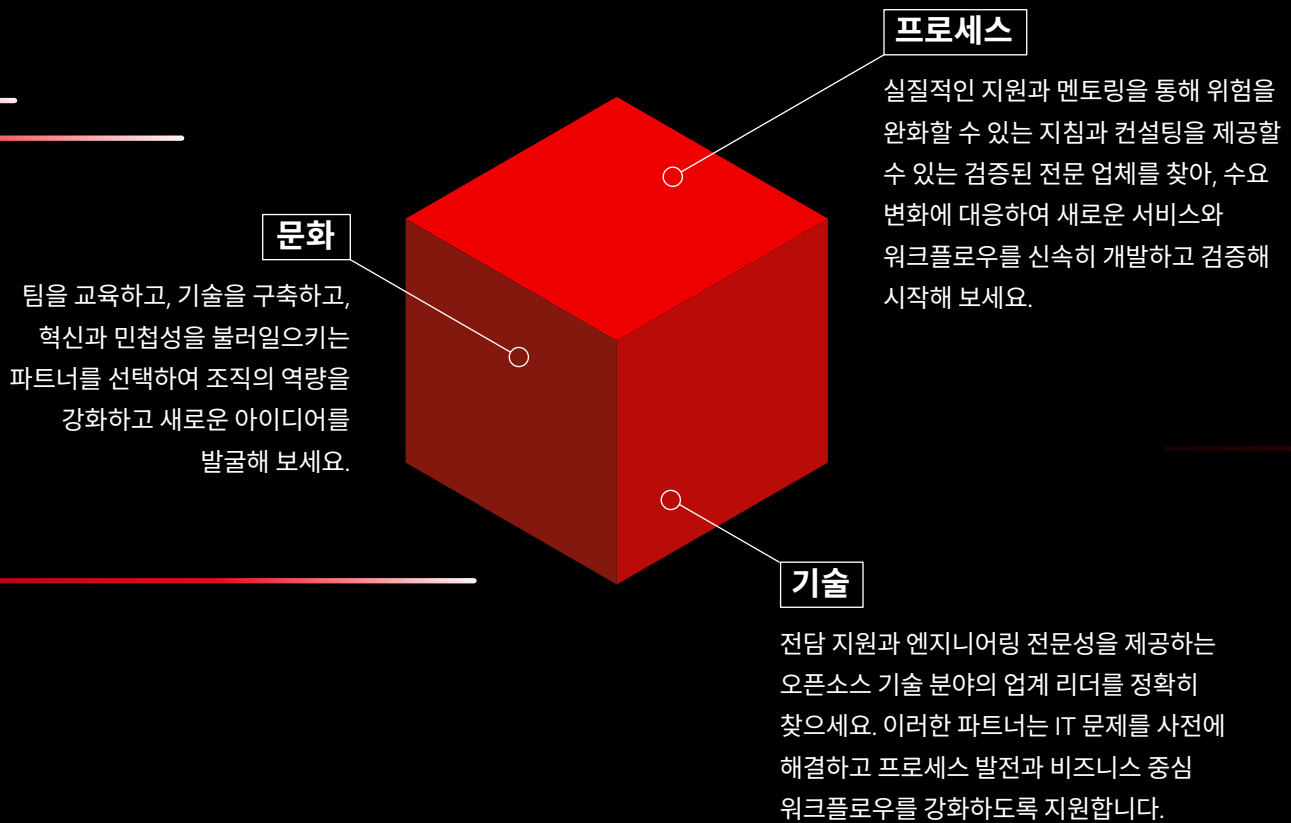 프로세스
실질적인 지원과 멘토링을 통해 위험을
완화할 수 있는 지침과 컨설팅을 제공할
수 있는 검증된 전문 업체를 찾아, 수요
변화에 대응하여 새로운 서비스와
워크플로우를 신속히 개발하고 검증해
시작해 보세요.
문화
팀을 교육하고, 기술을 구축하고,
혁신과 민첩성을 불러일으키는
파트너를 선택하여 조직의 역량을
강화하고 새로운 아이디어를
발굴해 보세요.
기술
전담 지원과 엔지니어링 전문성을 제공하는
오픈소스 기술 분야의 업계 리더를 정확히
찾으세요. 이러한 파트너는 IT 문제를 사전에
해결하고 프로세스 발전과 비즈니스 중심
워크플로우를 강화하도록 지원합니다.